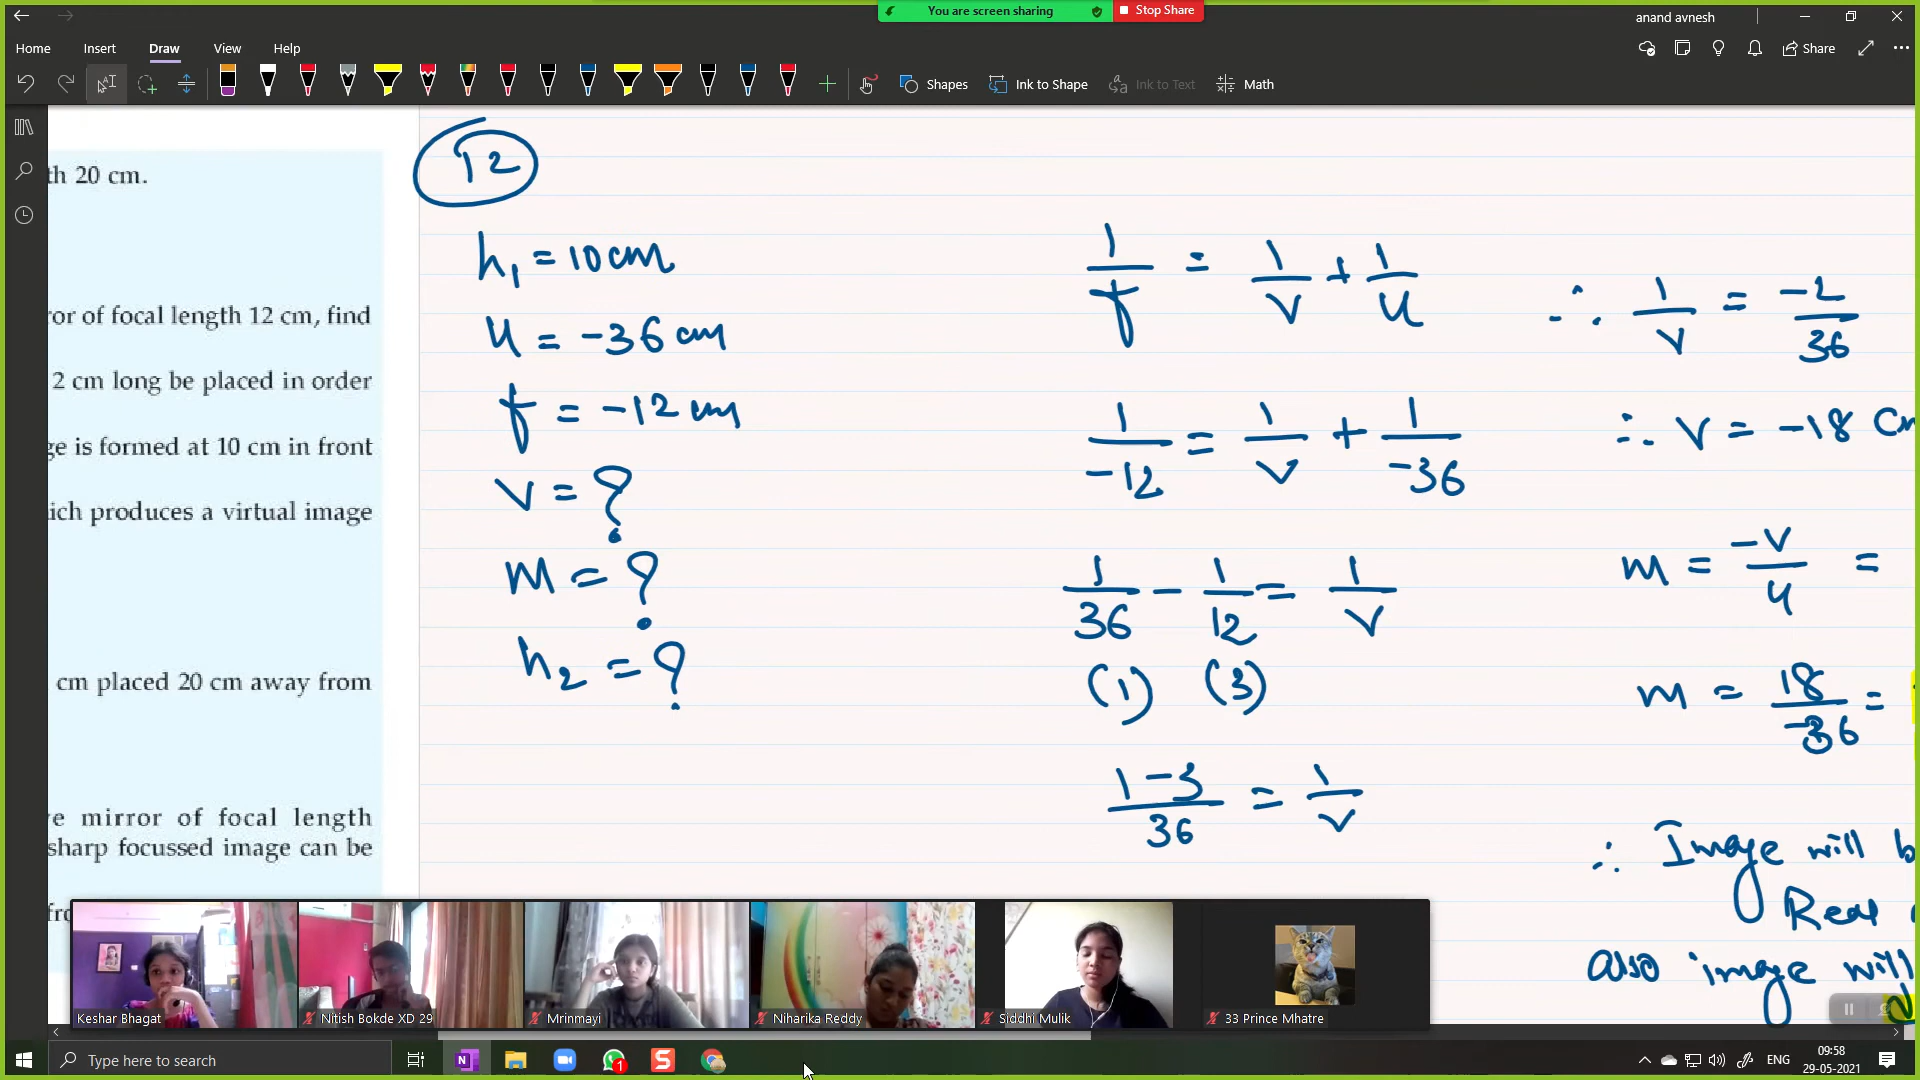 You are screen sharing
Stop Share
anand avnesh
Home Insert Draw View Help
Shapes Ink to Shape Ink to Text Math
Share
th 20 cm.
ror of focal length 12 cm, find
2 cm long be placed in order
ge is formed at 10 cm in front
ich produces a virtual image
cm placed 20 cm away from
ve mirror of focal length
sharp focussed image can be
12
h₁ = 10 cm
u = -36 cm
f = -12 cm
v = ?
m = ?
h₂ = ?
1/f = 1/v + 1/u
1/-12 = 1/v + 1/-36
1/36 - 1/12 = 1/v
(1) (3)
1-3/36 = 1/v
∴ 1/v = -2/36
∴ v = -18 cm
m = -v/u =
m = 18/-36 =
∴ Image will b
Real
also image will
Keshar Bhagat
Nitish Bokde XD 29
Mrinmayi
Niharika Reddy
Siddhi Mulik
33 Prince Mhatre
Type here to search
1
ENG
09:58
29-05-2021